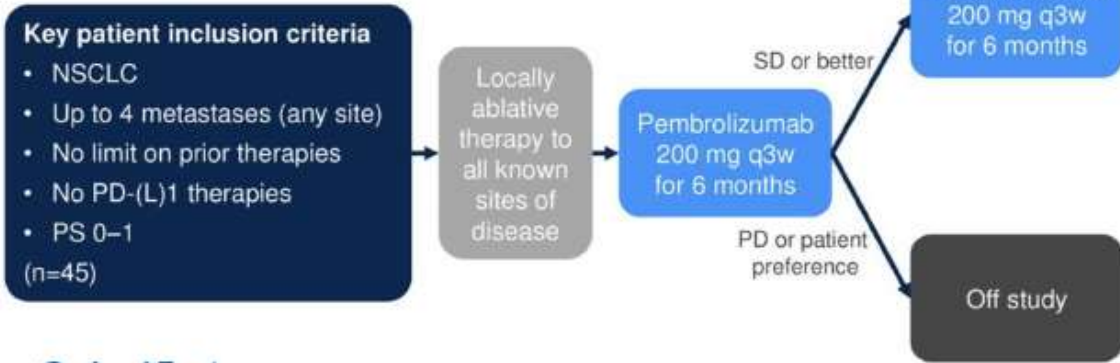 Key patient inclusion criteria
• NSCLC
• Up to 4 metastases (any site)
• No limit on prior therapies
• No PD-(L)1 therapies
• PS 0–1
(n=45)
Locally
ablative
therapy to
all known
sites of
disease
Pembrolizumab
200 mg q3w
for 6 months
SD or better
200 mg q3w
for 6 months
PD or patient
preference
Off study